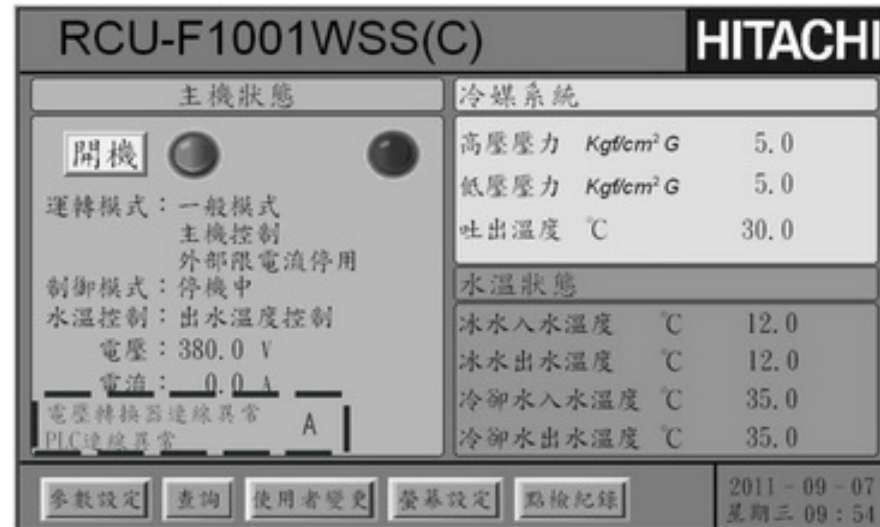 RCU-F1001WSS(C)
HITACHI
主機狀態
開機
運轉模式：一般模式
主機控制
外部限電流停用
制御模式：停機中
水溫控制：出水溫度控制
電壓：380.0 V
電流： 0.0 A
電壓轉換器連線異常
PLC連線異常
A
冷媒系統
高壓壓力 Kgf/cm² G 5.0
低壓壓力 Kgf/cm² G 5.0
吐出溫度 ℃ 30.0
水溫狀態
冰水入水溫度 ℃ 12.0
冰水出水溫度 ℃ 12.0
冷卻水入水溫度 ℃ 35.0
冷卻水出水溫度 ℃ 35.0
參數設定
查詢
使用者變更
螢幕設定
點檢紀錄
2011-09-07
星期三 09:54